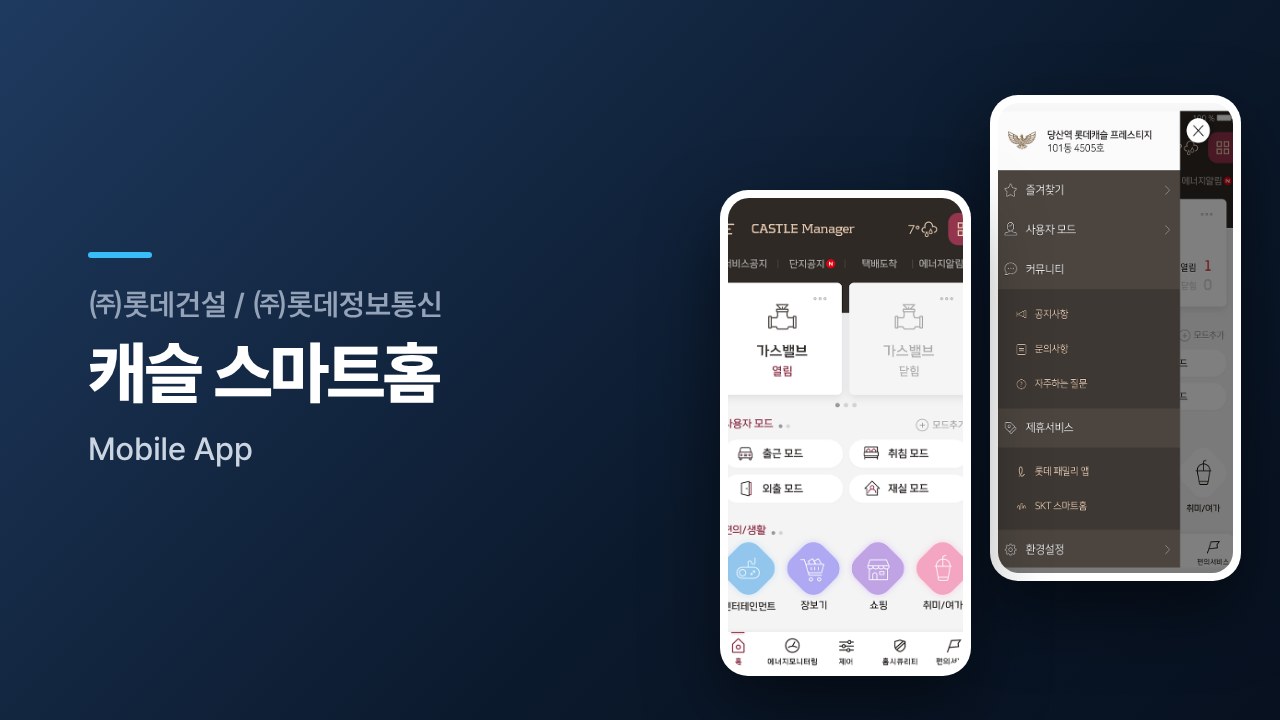 (주)롯데건설 / (주)롯데정보통신
캐슬 스마트홈
Mobile App
CASTLE Manager
7°
서비스공지 단지공지 N 택배도착 에너지알림
가스밸브
열림
가스밸브
닫힘
사용자 모드
모드추가
출근 모드
취침 모드
외출 모드
재실 모드
편의/생활
엔터테인먼트 장보기 쇼핑 취미/여가
홈 에너지모니터링 제어 홈시큐리티
당산역 롯데캐슬 프레스티지
101동 4505호
즐겨찾기
사용자 모드
커뮤니티
공지사항
문의사항
자주하는 질문
제휴서비스
롯데 패밀리 앱
SKT 스마트홈
환경설정
100 %
에너지알림 N
열림 1
닫힘 0
모드추가
취미/여가
편의서비스